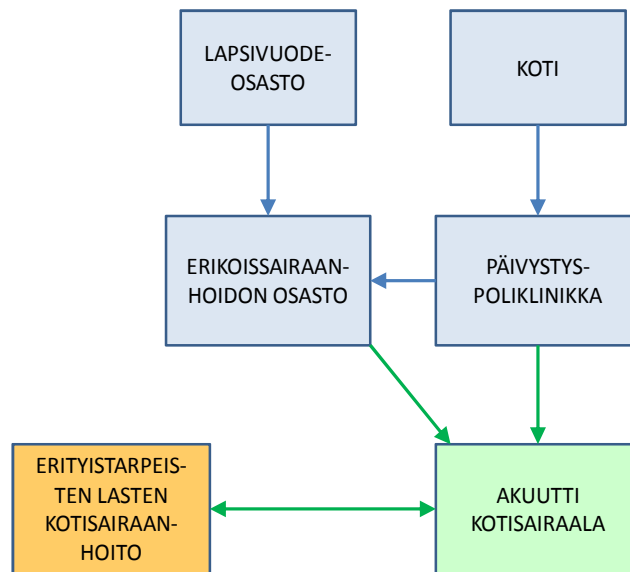 LAPSIVUODE-
OSASTO
KOTI
ERIKOISSAIRAAN-
HOIDON OSASTO
PÄIVYSTYS-
POLIKLINIKKA
ERITYISTARPEIS-
TEN LASTEN
KOTISAIRAAN-
HOITO
AKUUTTI
KOTISAIRAALA